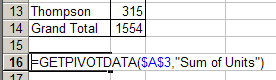 13 Thompson 315
14 Grand Total 1554
15
16 =GETPIVOTDATA($A$3,"Sum of Units")